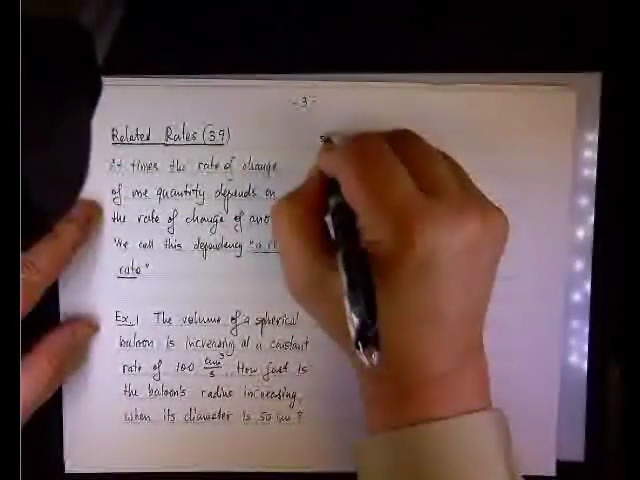 - 3 -
Related Rates (3.9)
At times the rate of change
of one quantity depends on
the rate of change of ano
We call this dependency "a
rate"
Ex. 1 The volume of a spherical
baloon is increasing at a constant
rate of 100 cm³/s. How fast is
the baloon's radius increasing
when its diameter is 50 cm?